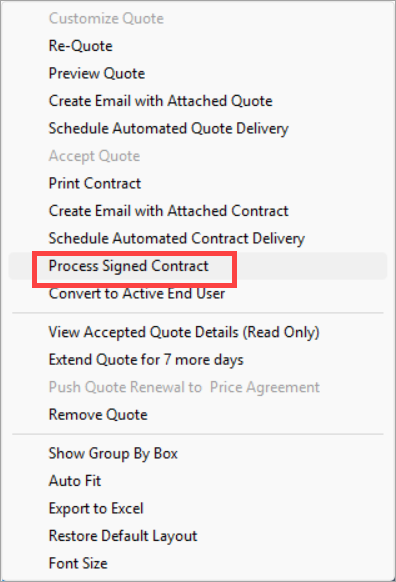 Customize Quote
Re-Quote
Preview Quote
Create Email with Attached Quote
Schedule Automated Quote Delivery
Accept Quote
Print Contract
Create Email with Attached Contract
Schedule Automated Contract Delivery
Process Signed Contract
Convert to Active End User
View Accepted Quote Details (Read Only)
Extend Quote for 7 more days
Push Quote Renewal to  Price Agreement
Remove Quote
Show Group By Box
Auto Fit
Export to Excel
Restore Default Layout
Font Size